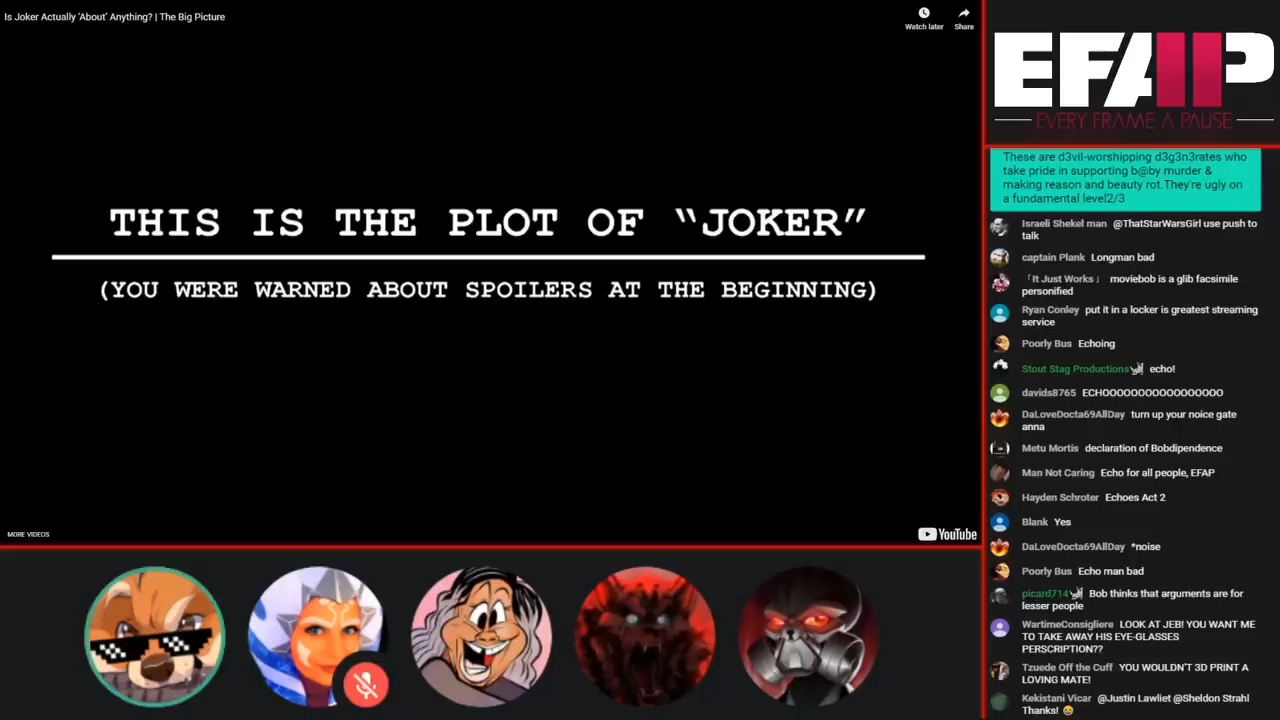 Is Joker Actually 'About' Anything? | The Big Picture
Watch later
Share
THIS IS THE PLOT OF “JOKER”
(YOU WERE WARNED ABOUT SPOILERS AT THE BEGINNING)
MORE VIDEOS
YouTube
EFAP
EVERY FRAME A PAUSE
These are d3vil-worshipping d3g3n3rates who
take pride in supporting b@by murder &
making reason and beauty rot.They're ugly on
a fundamental level2/3
Israeli Shekel man @ThatStarWarsGirl use push to
talk
captain Plank Longman bad
「It Just Works」 moviebob is a glib facsimile
personified
Ryan Conley put it in a locker is greatest streaming
service
Poorly Bus Echoing
Stout Stag Productions echo!
davids8765 ECHOOOOOOOOOOOOOOOOO
DaLoveDocta69AllDay turn up your noice gate
anna
Metu Mortis declaration of Bobdipendence
Man Not Caring Echo for all people, EFAP
Hayden Schroter Echoes Act 2
Blank Yes
DaLoveDocta69AllDay *noise
Poorly Bus Echo man bad
picard714 Bob thinks that arguments are for
lesser people
WartimeConsigliere LOOK AT JEB! YOU WANT ME
TO TAKE AWAY HIS EYE-GLASSES
PERSCRIPTION??
Tzuede Off the Cuff YOU WOULDN'T 3D PRINT A
LOVING MATE!
Kekistani Vicar @Justin Lawliet @Sheldon Strahl
Thanks! 😄